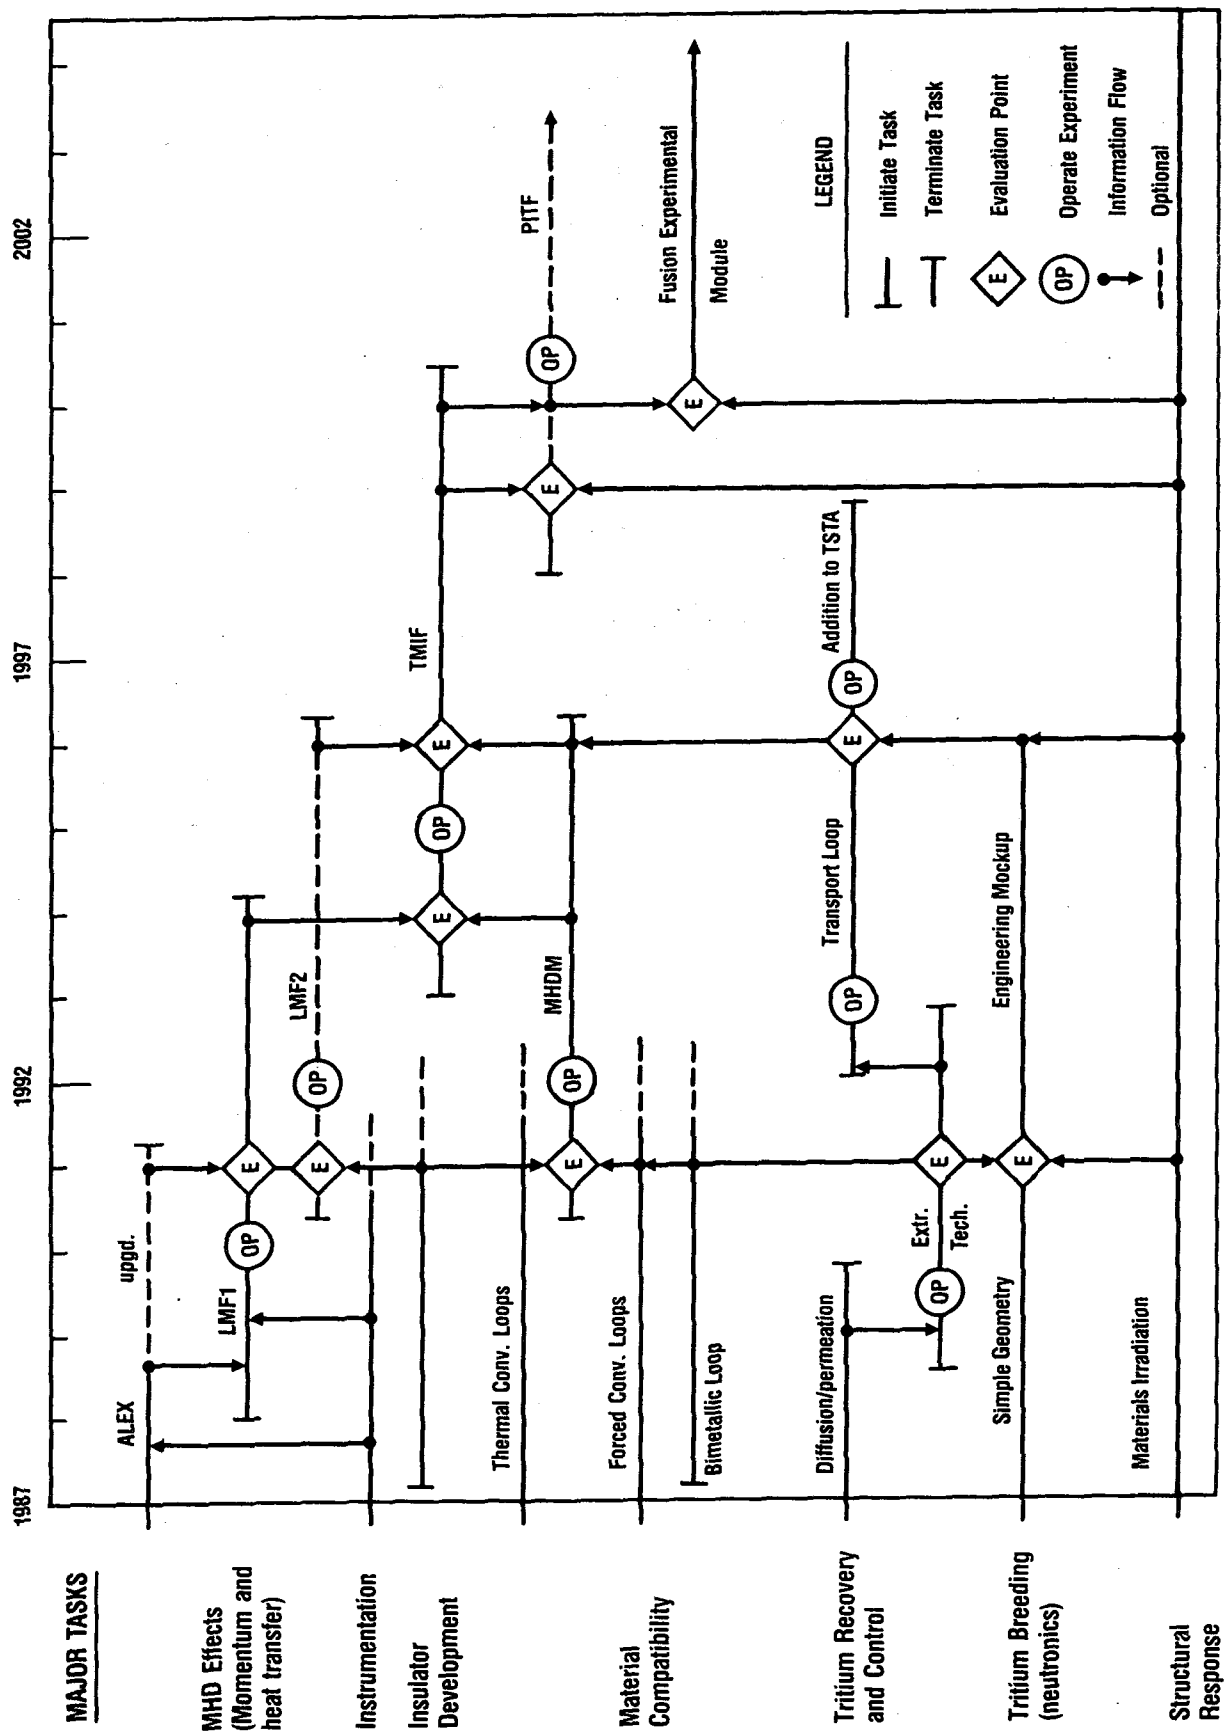 1987
1992
1997
2002
MAJOR TASKS
MHD Effects
(Momentum and
heat transfer)
ALEX
upgd.
LMF1
OP
E
E
OP
LMF2
Instrumentation
Insulator
Development
E
OP
E
TMIF
Material
Compatibility
Thermal Conv. Loops
E
OP
PITF
E
OP
MHDM
Forced Conv. Loops
Bimetallic Loop
E
Fusion Experimental
Module
Tritium Recovery
and Control
Diffusion/permeation
OP
Transport Loop
E
OP
Addition to TSTA
OP
Extr.
Tech.
E
Tritium Breeding
(neutronics)
Simple Geometry
E
Engineering Mockup
Structural
Response
Materials Irradiation
LEGEND
Initiate Task
Terminate Task
E
Evaluation Point
OP
Operate Experiment
Information Flow
Optional